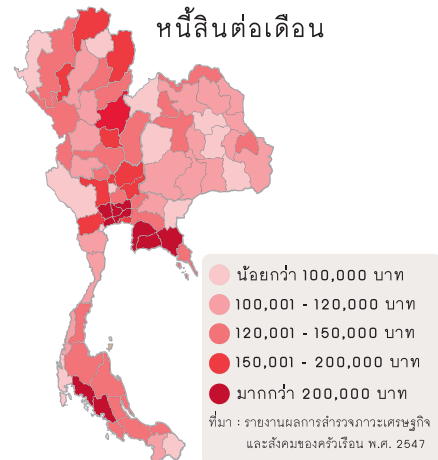 หนี้สินต่อเดือน
น้อยกว่า 100,000 บาท
100,001 - 120,000 บาท
120,001 - 150,000 บาท
150,001 - 200,000 บาท
มากกว่า 200,000 บาท
ที่มา : รายงานผลการสำรวจภาวะเศรษฐกิจ
และสังคมของครัวเรือน พ.ศ. 2547